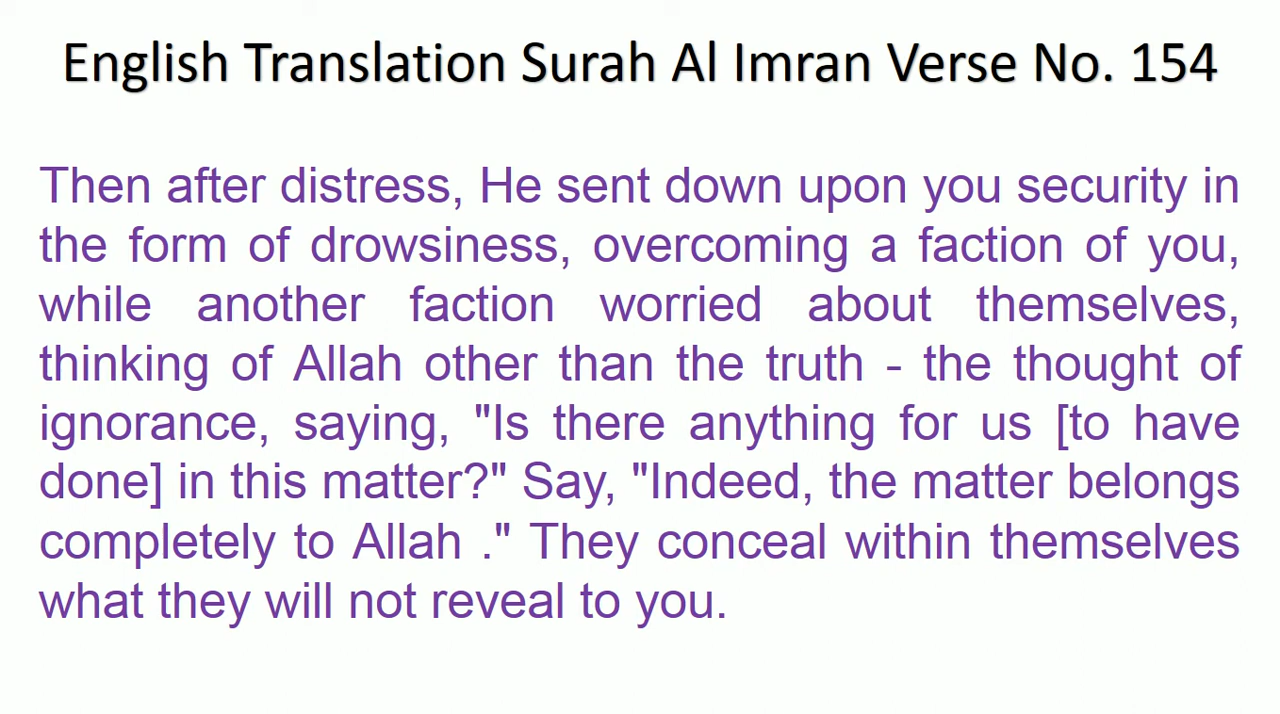 English Translation Surah Al Imran Verse No. 154
Then after distress, He sent down upon you security in
the form of drowsiness, overcoming a faction of you,
while another faction worried about themselves,
thinking of Allah other than the truth - the thought of
ignorance, saying, "Is there anything for us [to have
done] in this matter?" Say, "Indeed, the matter belongs
completely to Allah ." They conceal within themselves
what they will not reveal to you.